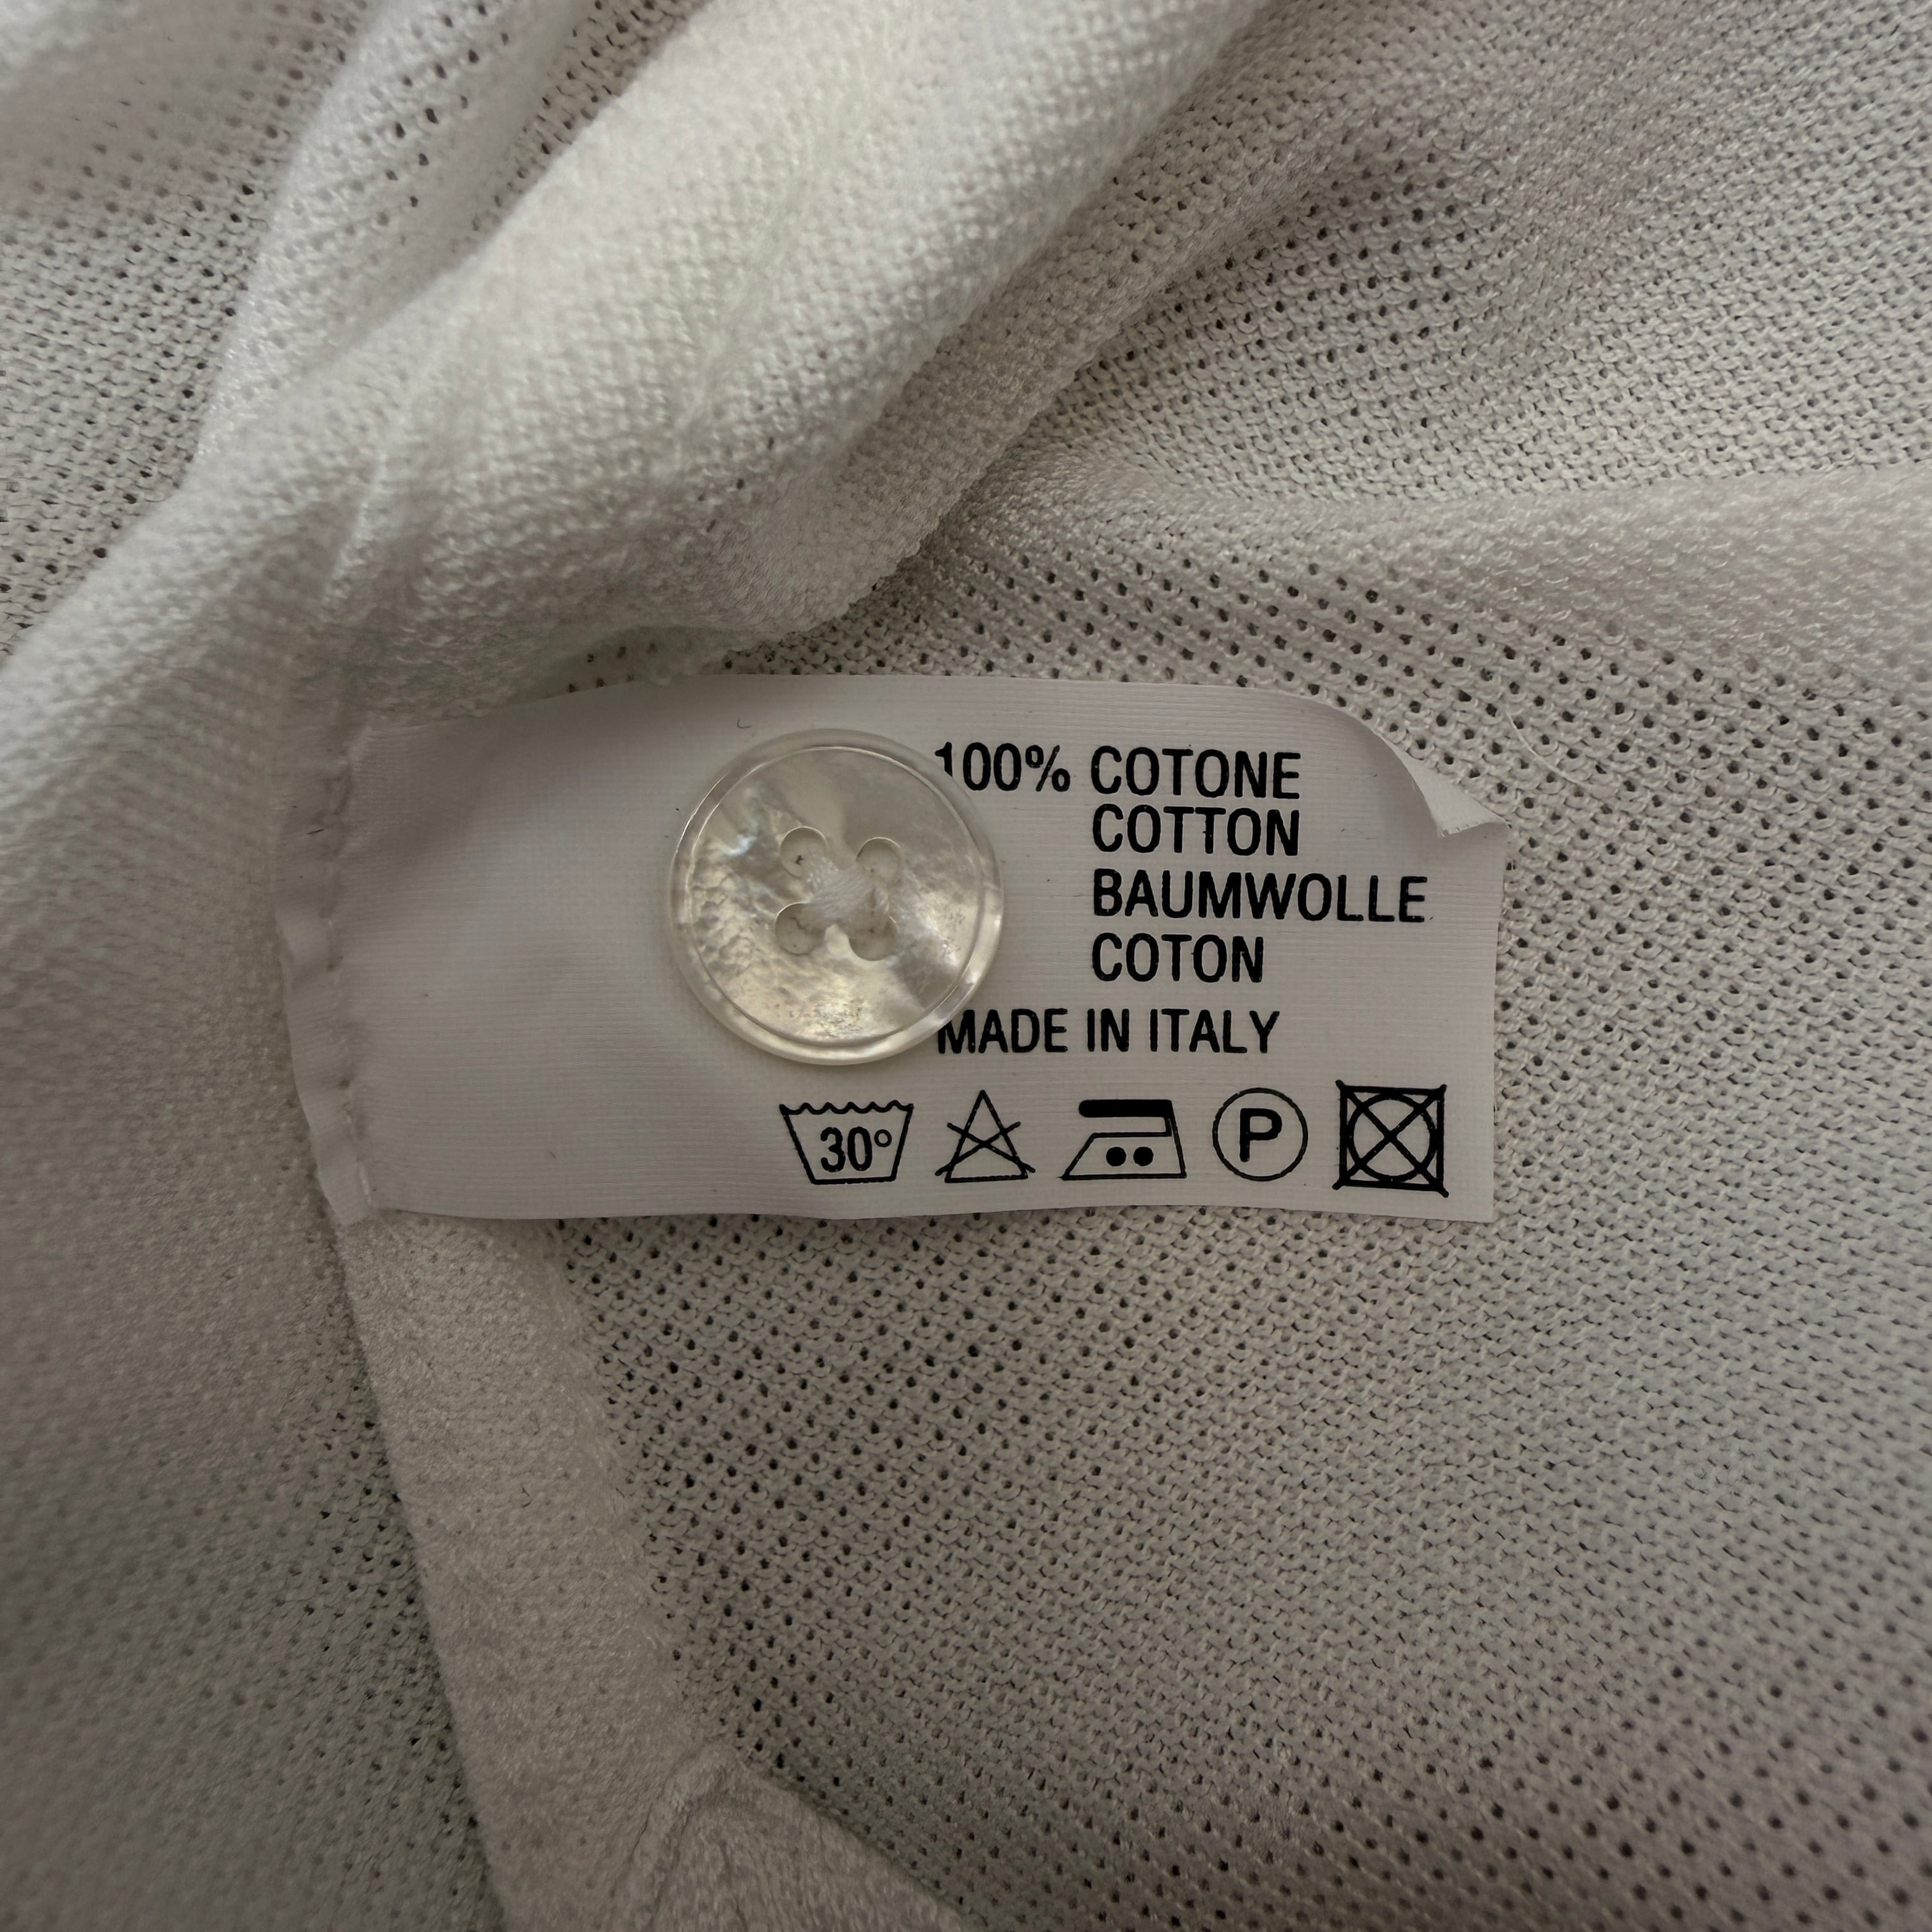 100% COTONE
COTTON
BAUMWOLLE
COTON
MADE IN ITALY
30°
P